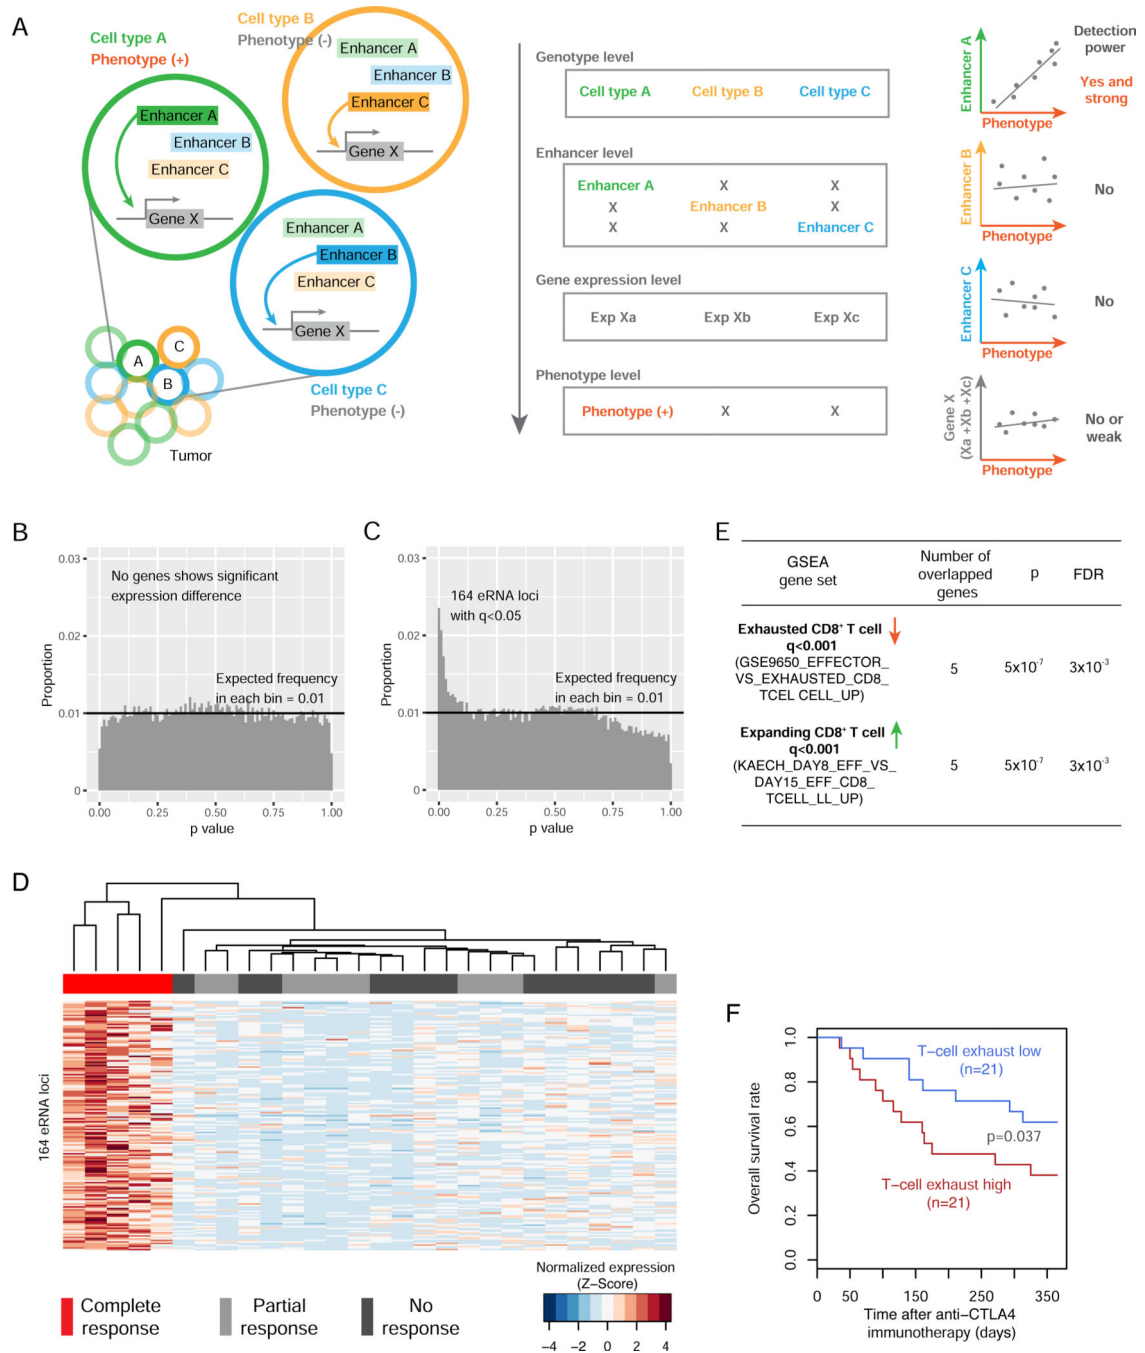 A
Cell type A
Phenotype (+)
Enhancer A
Enhancer B
Enhancer C
Gene X
Cell type B
Phenotype (-)
Enhancer A
Enhancer B
Enhancer C
Gene X
Enhancer A
Enhancer B
Enhancer C
Gene X
Cell type C
Phenotype (-)
A
C
B
Tumor
Genotype level
Cell type A Cell type B Cell type C
Enhancer level
Enhancer A X X
X Enhancer B X
X X Enhancer C
Gene expression level
Exp Xa Exp Xb Exp Xc
Phenotype level
Phenotype (+) X X
Detection
power
Enhancer A
Phenotype
Yes and
strong
Enhancer B
Phenotype
No
Enhancer C
Phenotype
No
Gene X
(Xa +Xb +Xc)
Phenotype
No or
weak
B
No genes shows significant
expression difference
Expected frequency
in each bin = 0.01
Proportion
0.03
0.02
0.01
0
0.00 0.25 0.50 0.75 1.00
p value
C
164 eRNA loci
with q<0.05
Expected frequency
in each bin = 0.01
Proportion
0.03
0.02
0.01
0
0.00 0.25 0.50 0.75 1.00
p value
E
GSEA
gene set
Number of
overlapped
genes
p
FDR
Exhausted CD8⁺ T cell
q<0.001
(GSE9650_EFFECTOR_
VS_EXHAUSTED_CD8_
TCEL CELL_UP)
5 5x10⁻⁷ 3x10⁻³
Expanding CD8⁺ T cell
q<0.001
(KAECH_DAY8_EFF_VS_
DAY15_EFF_CD8_
TCELL_LL_UP)
5 5x10⁻⁷ 3x10⁻³
D
164 eRNA loci
Complete
response
Partial
response
No
response
Normalized expression
(Z-Score)
−4 −2 0 2 4
F
Overall survival rate
1.0
0.8
0.6
0.4
0.2
0.0
T−cell exhaust low
(n=21)
p=0.037
T−cell exhaust high
(n=21)
0 50 150 250 350
Time after anti−CTLA4
immunotherapy (days)